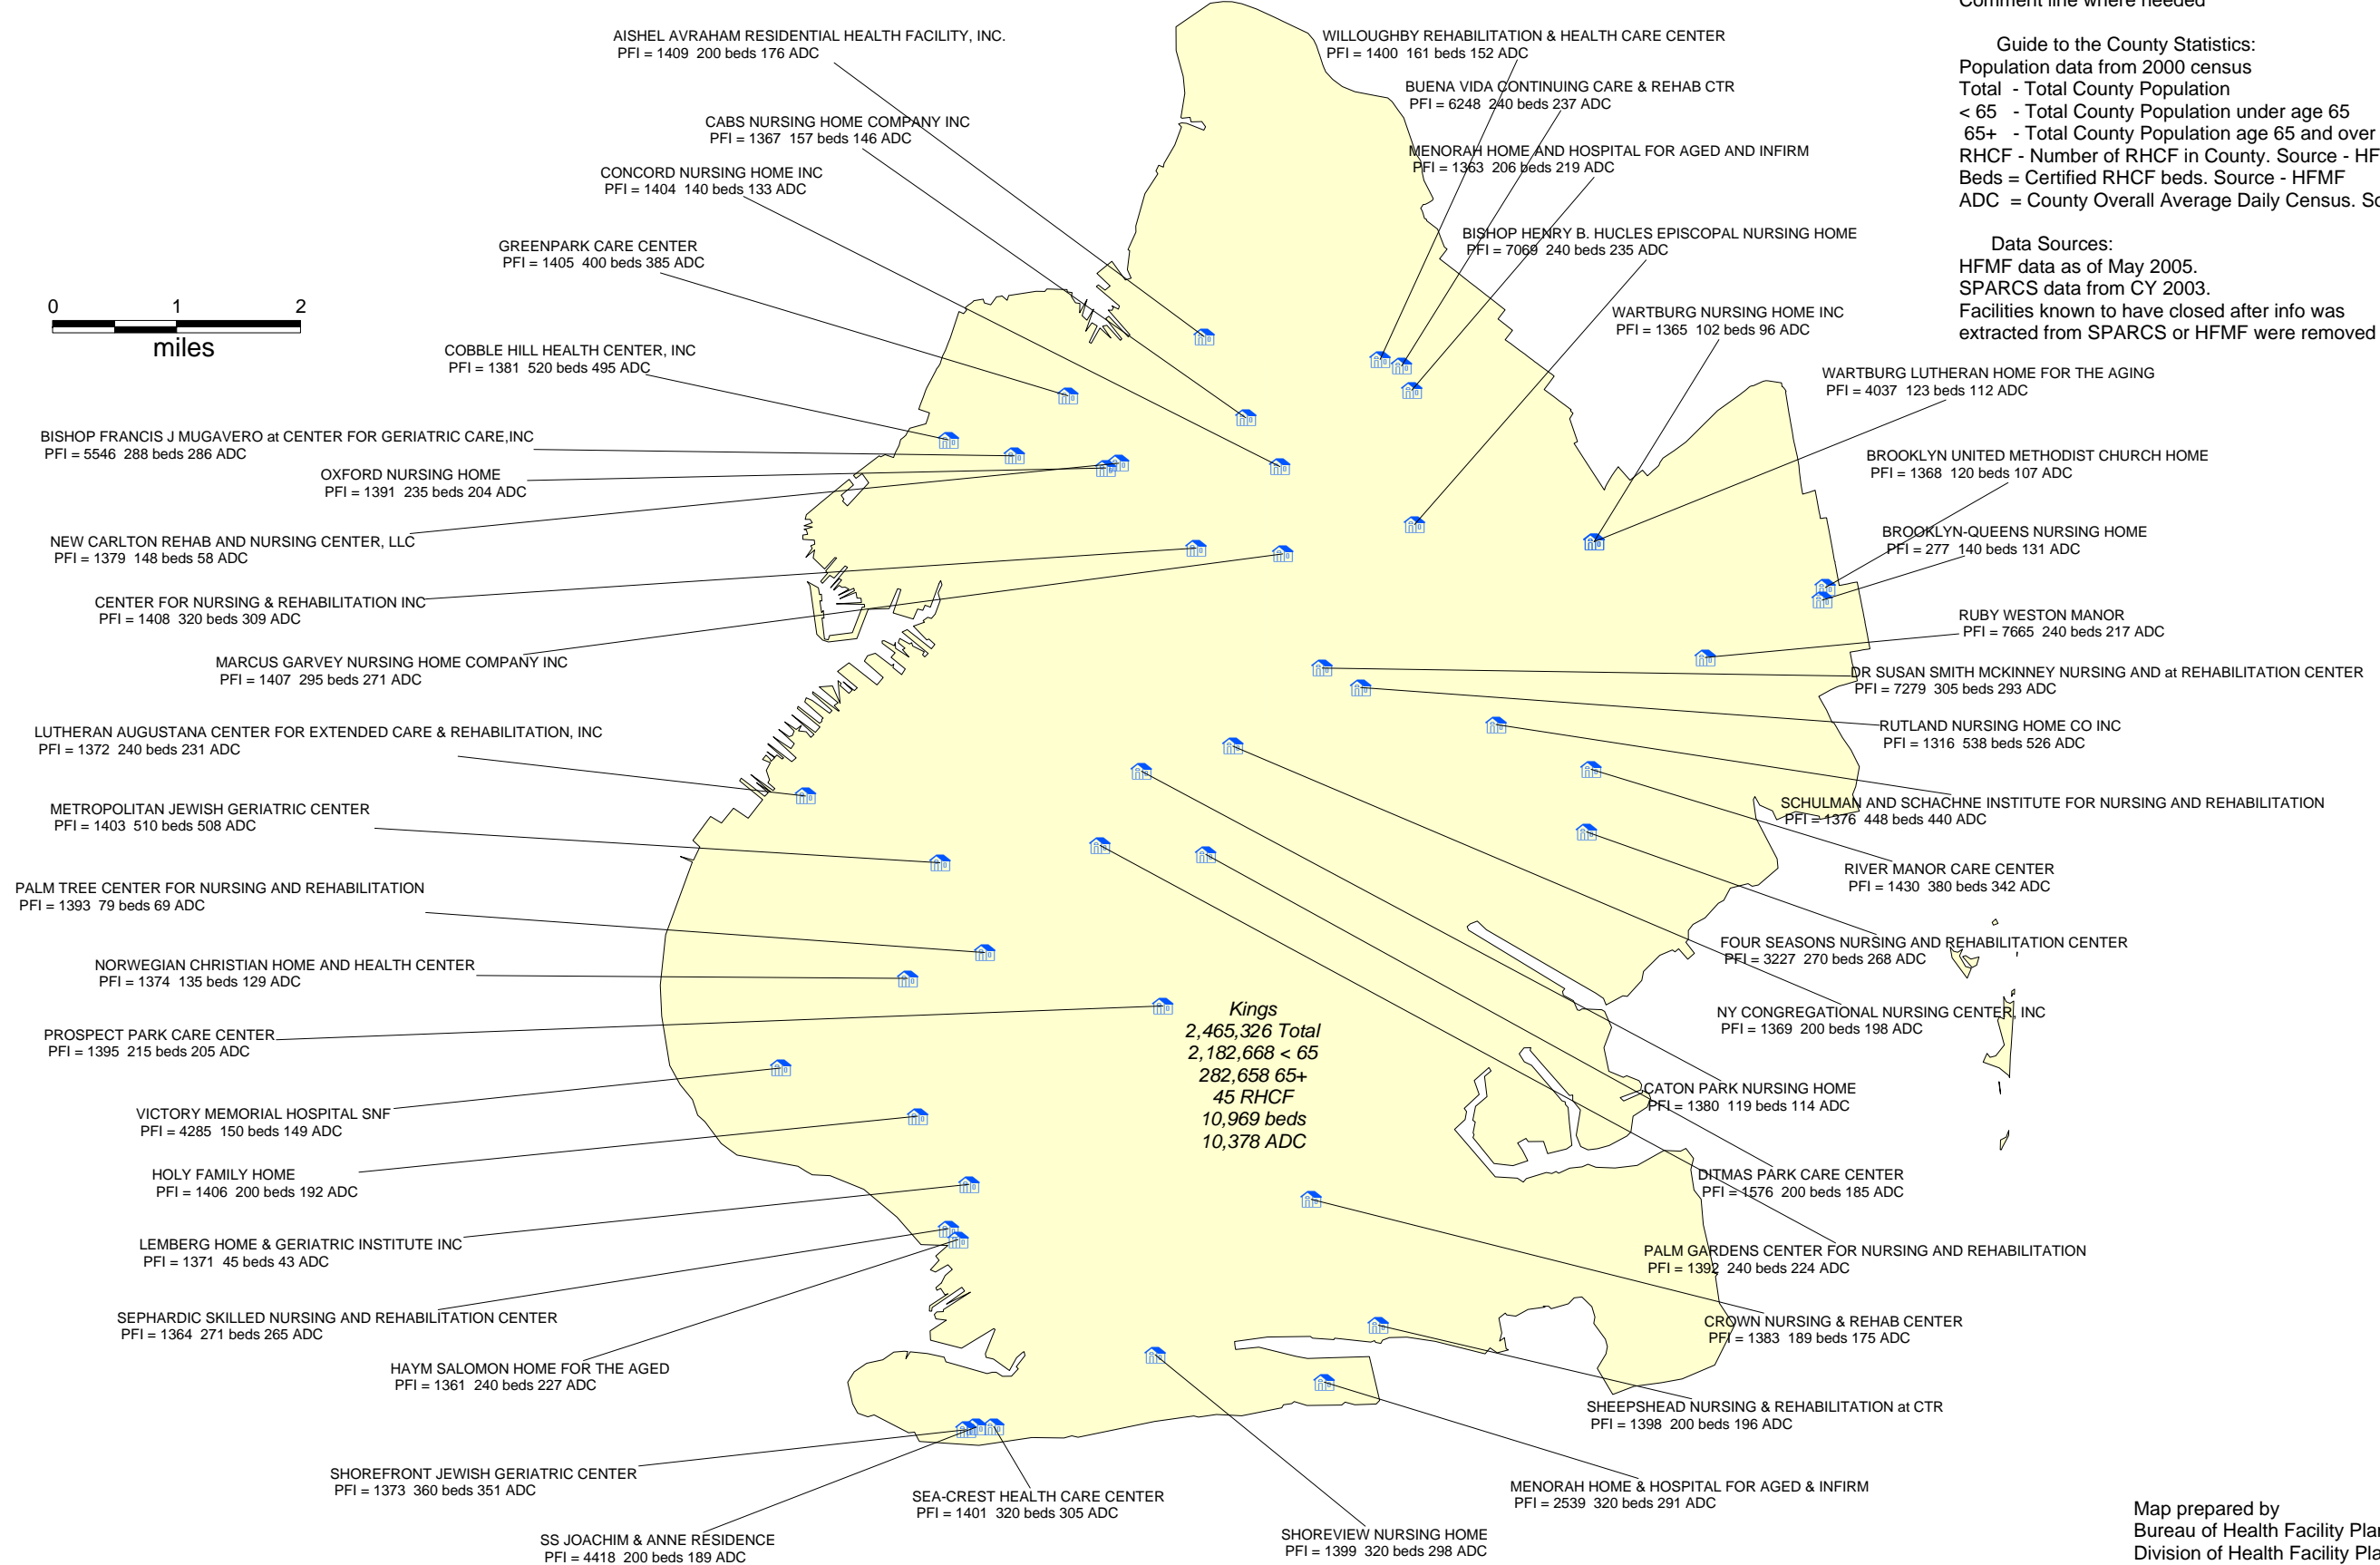 Comment line where needed
Guide to the County Statistics:
Population data from 2000 census
Total - Total County Population
< 65 - Total County Population under age 65
65+ - Total County Population age 65 and over
RHCF - Number of RHCF in County. Source - HF
Beds = Certified RHCF beds. Source - HFMF
ADC = County Overall Average Daily Census. So
Data Sources:
HFMF data as of May 2005.
SPARCS data from CY 2003.
Facilities known to have closed after info was
extracted from SPARCS or HFMF were removed
0 1 2
miles
AISHEL AVRAHAM RESIDENTIAL HEALTH FACILITY, INC.
PFI = 1409 200 beds 176 ADC
CABS NURSING HOME COMPANY INC
PFI = 1367 157 beds 146 ADC
CONCORD NURSING HOME INC
PFI = 1404 140 beds 133 ADC
GREENPARK CARE CENTER
PFI = 1405 400 beds 385 ADC
COBBLE HILL HEALTH CENTER, INC
PFI = 1381 520 beds 495 ADC
BISHOP FRANCIS J MUGAVERO at CENTER FOR GERIATRIC CARE,INC
PFI = 5546 288 beds 286 ADC
OXFORD NURSING HOME
PFI = 1391 235 beds 204 ADC
NEW CARLTON REHAB AND NURSING CENTER, LLC
PFI = 1379 148 beds 58 ADC
CENTER FOR NURSING & REHABILITATION INC
PFI = 1408 320 beds 309 ADC
MARCUS GARVEY NURSING HOME COMPANY INC
PFI = 1407 295 beds 271 ADC
LUTHERAN AUGUSTANA CENTER FOR EXTENDED CARE & REHABILITATION, INC
PFI = 1372 240 beds 231 ADC
METROPOLITAN JEWISH GERIATRIC CENTER
PFI = 1403 510 beds 508 ADC
PALM TREE CENTER FOR NURSING AND REHABILITATION
PFI = 1393 79 beds 69 ADC
NORWEGIAN CHRISTIAN HOME AND HEALTH CENTER
PFI = 1374 135 beds 129 ADC
PROSPECT PARK CARE CENTER
PFI = 1395 215 beds 205 ADC
VICTORY MEMORIAL HOSPITAL SNF
PFI = 4285 150 beds 149 ADC
HOLY FAMILY HOME
PFI = 1406 200 beds 192 ADC
LEMBERG HOME & GERIATRIC INSTITUTE INC
PFI = 1371 45 beds 43 ADC
SEPHARDIC SKILLED NURSING AND REHABILITATION CENTER
PFI = 1364 271 beds 265 ADC
HAYM SALOMON HOME FOR THE AGED
PFI = 1361 240 beds 227 ADC
SHOREFRONT JEWISH GERIATRIC CENTER
PFI = 1373 360 beds 351 ADC
SS JOACHIM & ANNE RESIDENCE
PFI = 4418 200 beds 189 ADC
SEA-CREST HEALTH CARE CENTER
PFI = 1401 320 beds 305 ADC
Kings
2,465,326 Total
2,182,668 < 65
282,658 65+
45 RHCF
10,969 beds
10,378 ADC
WILLOUGHBY REHABILITATION & HEALTH CARE CENTER
PFI = 1400 161 beds 152 ADC
BUENA VIDA CONTINUING CARE & REHAB CTR
PFI = 6248 240 beds 237 ADC
MENORAH HOME AND HOSPITAL FOR AGED AND INFIRM
PFI = 1363 206 beds 219 ADC
BISHOP HENRY B. HUCLES EPISCOPAL NURSING HOME
PFI = 7069 240 beds 235 ADC
WARTBURG NURSING HOME INC
PFI = 1365 102 beds 96 ADC
WARTBURG LUTHERAN HOME FOR THE AGING
PFI = 4037 123 beds 112 ADC
BROOKLYN UNITED METHODIST CHURCH HOME
PFI = 1368 120 beds 107 ADC
BROOKLYN-QUEENS NURSING HOME
PFI = 277 140 beds 131 ADC
RUBY WESTON MANOR
PFI = 7665 240 beds 217 ADC
DR SUSAN SMITH MCKINNEY NURSING AND at REHABILITATION CENTER
PFI = 7279 305 beds 293 ADC
RUTLAND NURSING HOME CO INC
PFI = 1316 538 beds 526 ADC
SCHULMAN AND SCHACHNE INSTITUTE FOR NURSING AND REHABILITATION
PFI = 1376 448 beds 440 ADC
RIVER MANOR CARE CENTER
PFI = 1430 380 beds 342 ADC
FOUR SEASONS NURSING AND REHABILITATION CENTER
PFI = 3227 270 beds 268 ADC
NY CONGREGATIONAL NURSING CENTER, INC
PFI = 1369 200 beds 198 ADC
CATON PARK NURSING HOME
PFI = 1380 119 beds 114 ADC
DITMAS PARK CARE CENTER
PFI = 1576 200 beds 185 ADC
PALM GARDENS CENTER FOR NURSING AND REHABILITATION
PFI = 1392 240 beds 224 ADC
CROWN NURSING & REHAB CENTER
PFI = 1383 189 beds 175 ADC
SHEEPSHEAD NURSING & REHABILITATION at CTR
PFI = 1398 200 beds 196 ADC
MENORAH HOME & HOSPITAL FOR AGED & INFIRM
PFI = 2539 320 beds 291 ADC
SHOREVIEW NURSING HOME
PFI = 1399 320 beds 298 ADC
Map prepared by
Bureau of Health Facility Pla
Division of Health Facility Pla